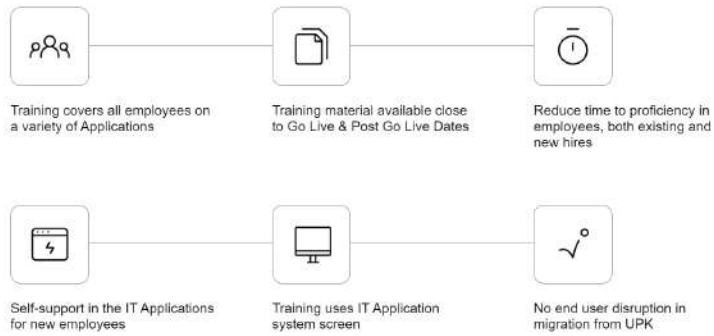 Training covers all employees on
a variety of Applications
Training material available close
to Go Live & Post Go Live Dates
Reduce time to proficiency in
employees, both existing and
new hires
Self-support in the IT Applications
for new employees
Training uses IT Application
system screen
No end user disruption in
migration from UPK